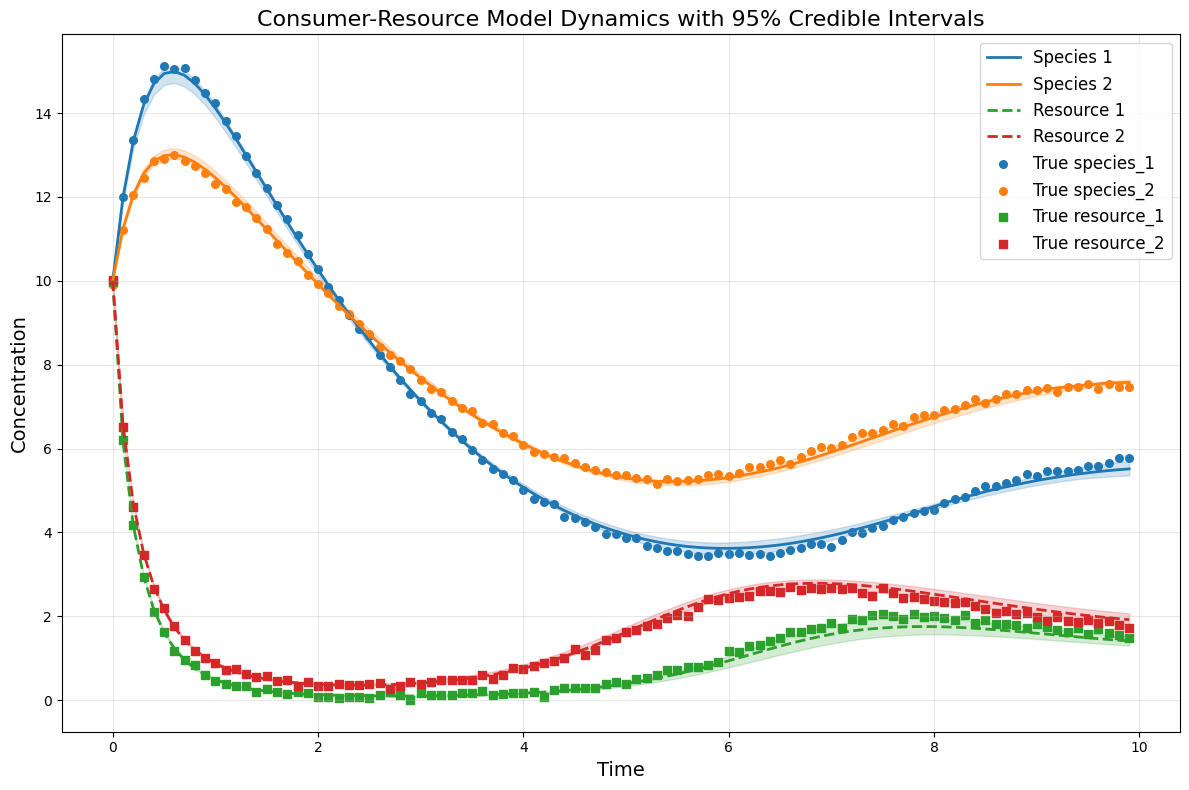 Consumer-Resource Model Dynamics with 95% Credible Intervals
Species 1
Species 2
Resource 1
Resource 2
True species_1
True species_2
True resource_1
True resource_2
Concentration
14
12
10
8
6
4
2
0
0 2 4 6 8 10
Time